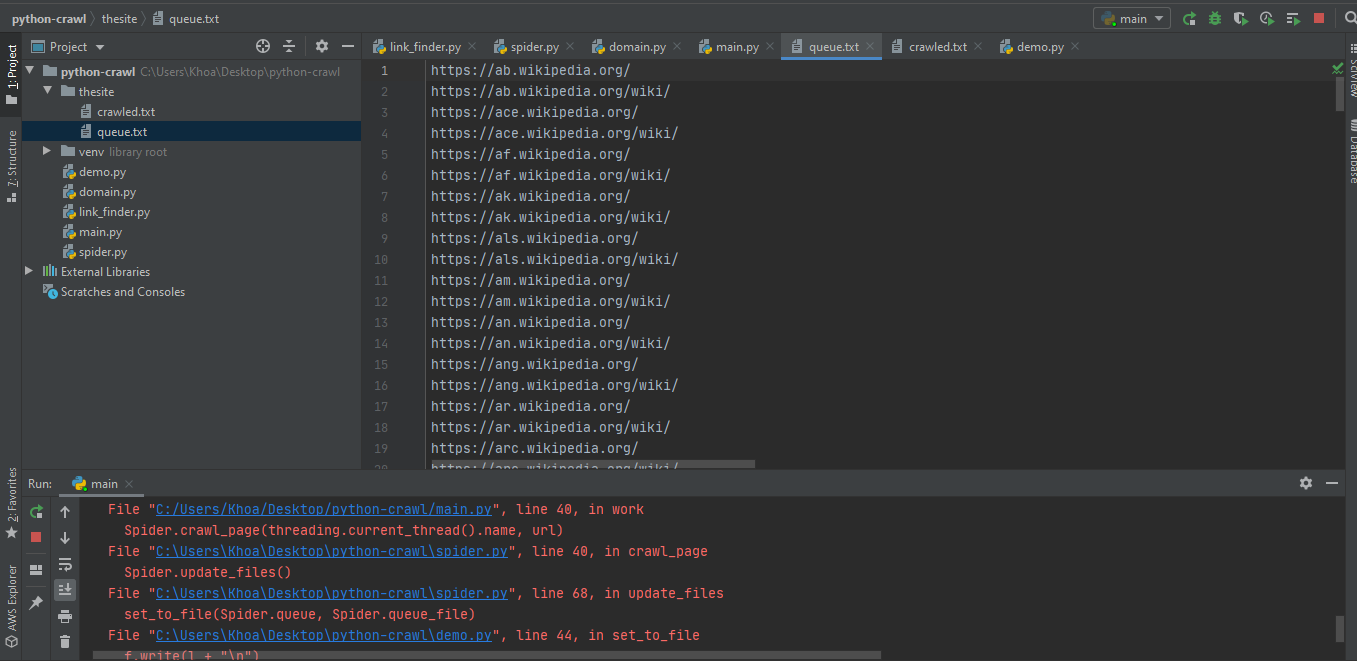 python-crawl
thesite
queue.txt
main
1: Project
Project
link_finder.py
spider.py
domain.py
main.py
queue.txt
crawled.txt
demo.py
python-crawl C:\Users\Khoa\Desktop\python-crawl
thesite
crawled.txt
queue.txt
venv library root
demo.py
domain.py
link_finder.py
main.py
spider.py
External Libraries
Scratches and Consoles
7: Structure
2: Favorites
AWS Explorer
1 https://ab.wikipedia.org/
2 https://ab.wikipedia.org/wiki/
3 https://ace.wikipedia.org/
4 https://ace.wikipedia.org/wiki/
5 https://af.wikipedia.org/
6 https://af.wikipedia.org/wiki/
7 https://ak.wikipedia.org/
8 https://ak.wikipedia.org/wiki/
9 https://als.wikipedia.org/
10 https://als.wikipedia.org/wiki/
11 https://am.wikipedia.org/
12 https://am.wikipedia.org/wiki/
13 https://an.wikipedia.org/
14 https://an.wikipedia.org/wiki/
15 https://ang.wikipedia.org/
16 https://ang.wikipedia.org/wiki/
17 https://ar.wikipedia.org/
18 https://ar.wikipedia.org/wiki/
19 https://arc.wikipedia.org/
20 https://arc.wikipedia.org/wiki/
SciView
Database
Run:
main
File "C:/Users/Khoa/Desktop/python-crawl/main.py", line 40, in work
Spider.crawl_page(threading.current_thread().name, url)
File "C:\Users\Khoa\Desktop\python-crawl\spider.py", line 40, in crawl_page
Spider.update_files()
File "C:\Users\Khoa\Desktop\python-crawl\spider.py", line 68, in update_files
set_to_file(Spider.queue, Spider.queue_file)
File "C:\Users\Khoa\Desktop\python-crawl\demo.py", line 44, in set_to_file
f.write(l + "\n")